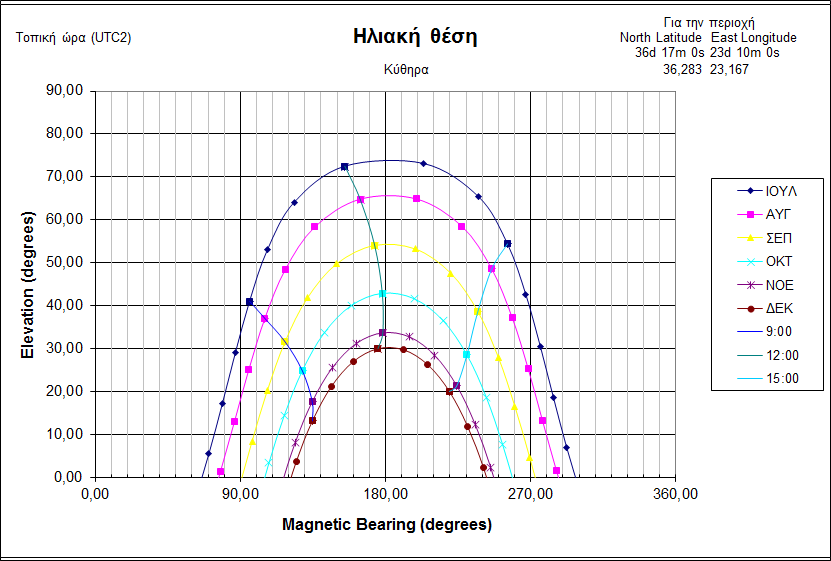 Τοπική ώρα (UTC2)
Ηλιακή θέση
Κύθηρα
Για την περιοχή
North Latitude East Longitude
36d 17m 0s 23d 10m 0s
36,283 23,167
90,00
80,00
70,00
60,00
50,00
40,00
30,00
20,00
10,00
0,00
Elevation (degrees)
0,00 90,00 180,00 270,00 360,00
Magnetic Bearing (degrees)
ΙΟΥΛ
ΑΥΓ
ΣΕΠ
ΟΚΤ
ΝΟΕ
ΔΕΚ
9:00
12:00
15:00